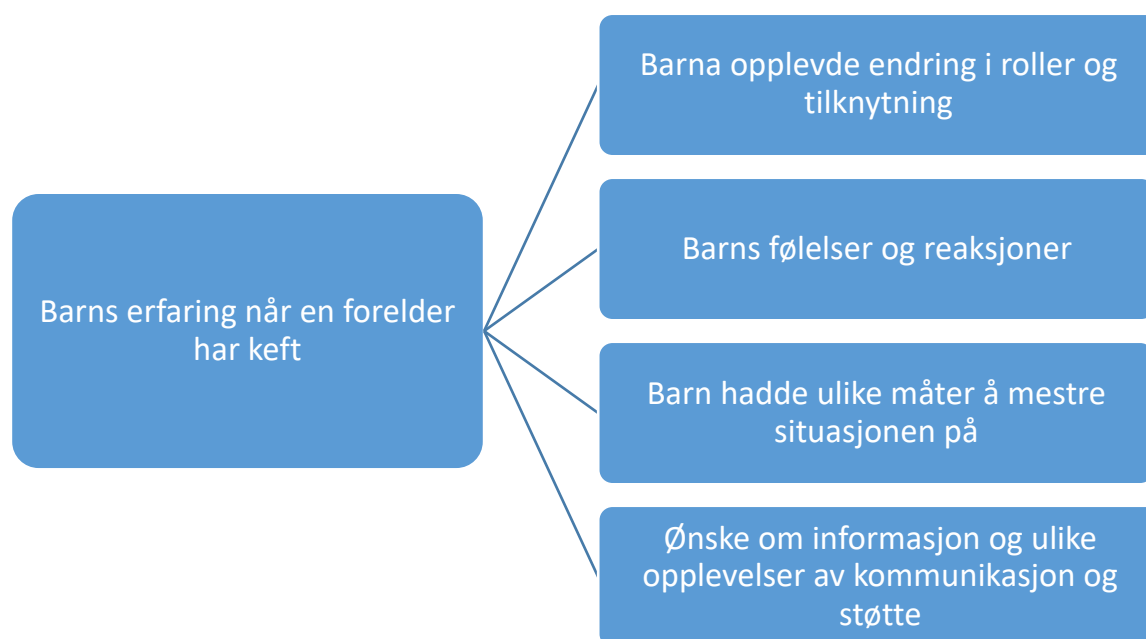 Barns erfaring når en forelder
har keft
Barna opplevde endring i roller og
tilknytning
Barns følelser og reaksjoner
Barn hadde ulike måter å mestre
situasjonen på
Ønske om informasjon og ulike
opplevelser av kommunikasjon og
støtte